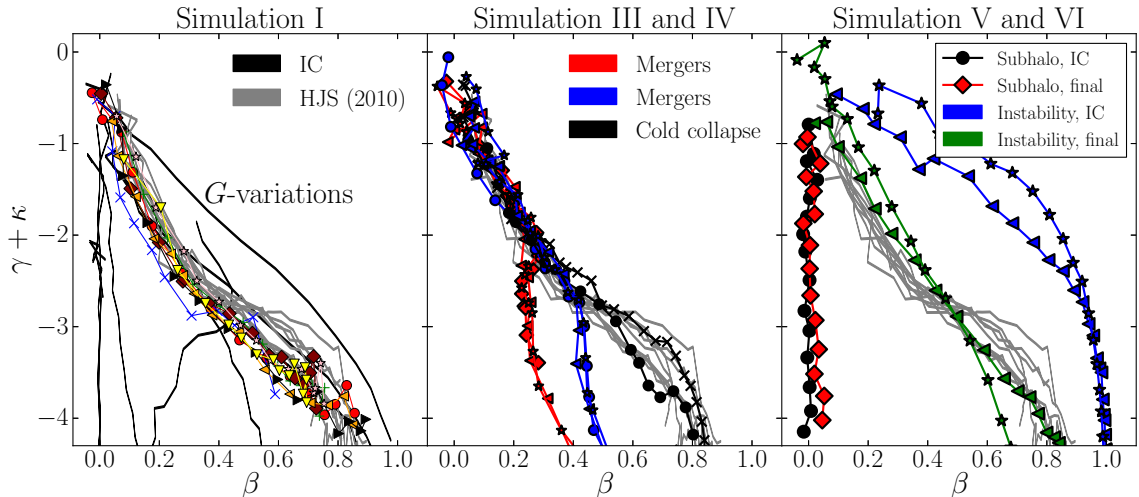 Simulation I
Simulation III and IV
Simulation V and VI
IC
HJS (2010)
G-variations
Mergers
Mergers
Cold collapse
Subhalo, IC
Subhalo, final
Instability, IC
Instability, final
γ + κ
0
−1
−2
−3
−4
0.0 0.2 0.4 0.6 0.8 1.0
0.0 0.2 0.4 0.6 0.8 1.0
0.0 0.2 0.4 0.6 0.8 1.0
β
β
β